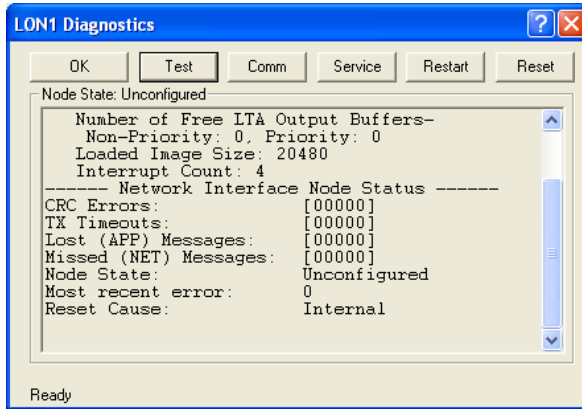 LON1 Diagnostics
OK Test Comm Service Restart Reset
Node State: Unconfigured
Number of Free LTA Output Buffers-
Non-Priority: 0, Priority: 0
Loaded Image Size: 20480
Interrupt Count: 4
------ Network Interface Node Status ------
CRC Errors: [00000]
TX Timeouts: [00000]
Lost (APP) Messages: [00000]
Missed (NET) Messages: [00000]
Node State: Unconfigured
Most recent error: 0
Reset Cause: Internal
Ready